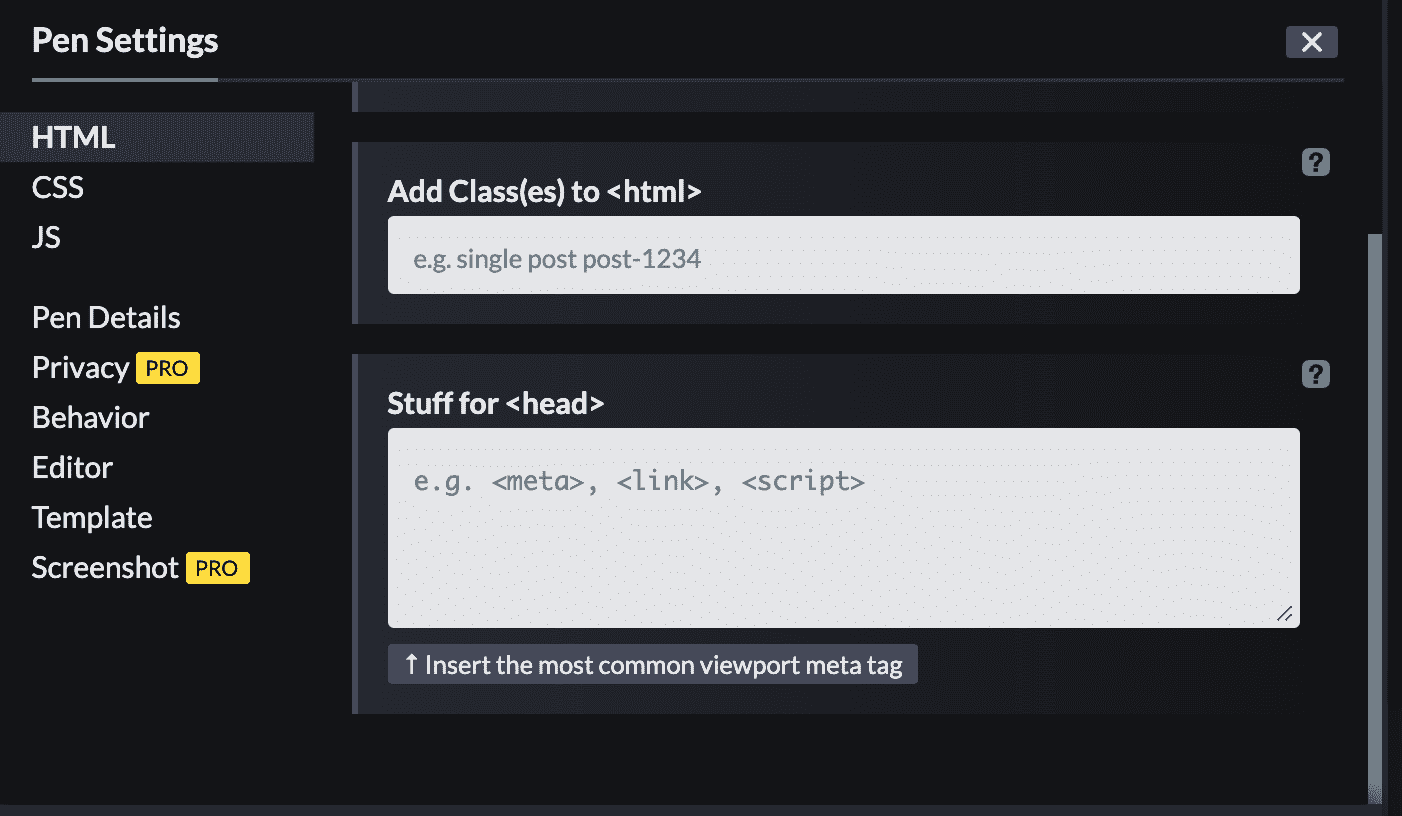 Pen Settings
HTML
CSS
JS
Pen Details
Privacy PRO
Behavior
Editor
Template
Screenshot PRO
?
Add Class(es) to <html>
e.g. single post post-1234
?
Stuff for <head>
e.g. <meta>, <link>, <script>
↑ Insert the most common viewport meta tag